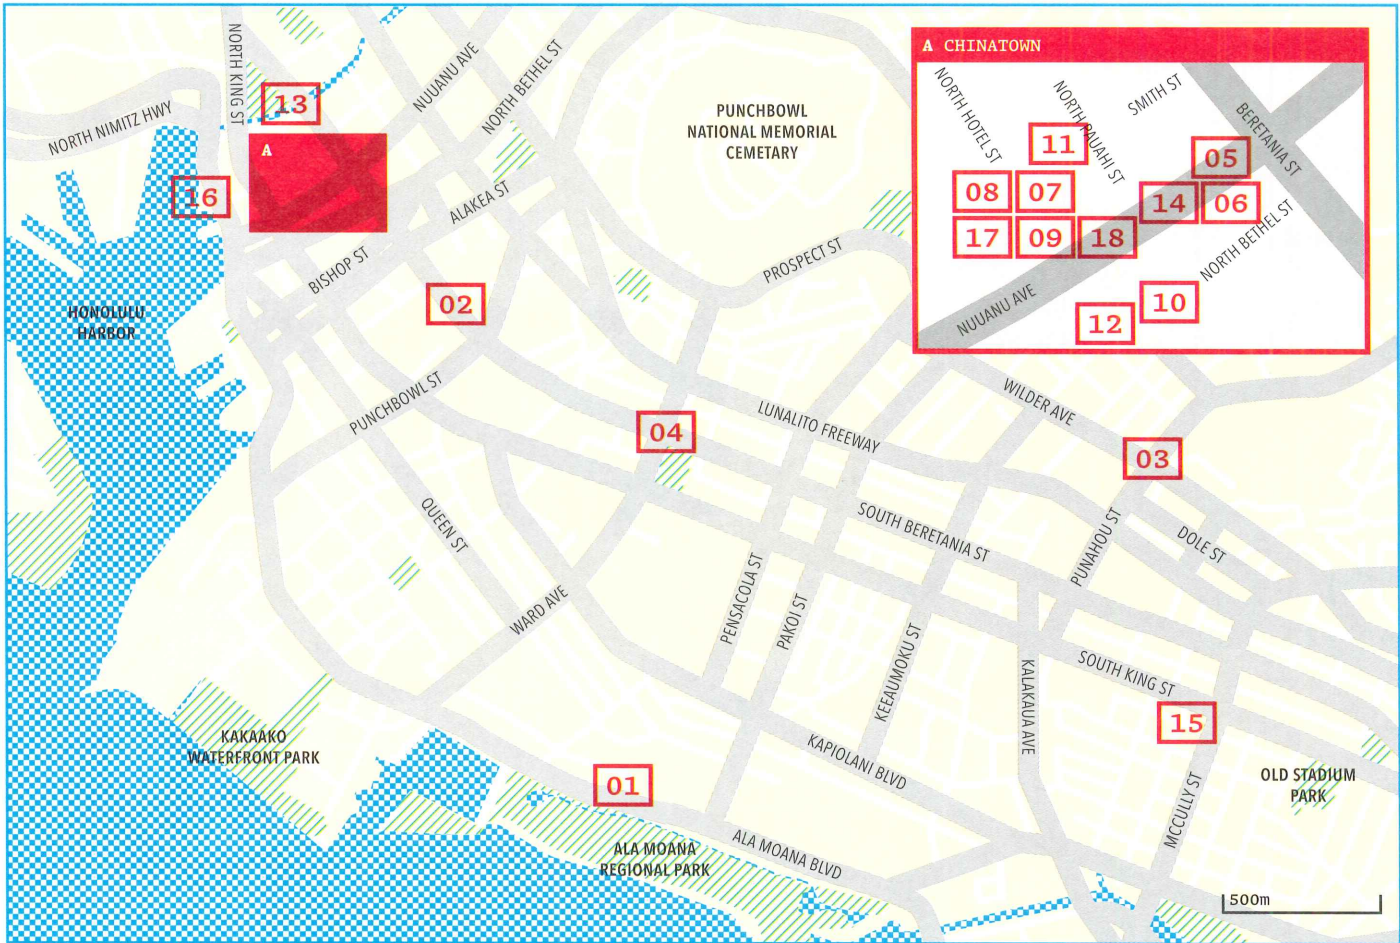 NORTH KING ST
NUUANU AVE
NORTH BETHEL ST
NORTH NIMITZ HWY
13
A
16
ALAKEA ST
BISHOP ST
PUNCHBOWL
NATIONAL MEMORIAL
CEMETARY
PROSPECT ST
HONOLULU
HARBOR
02
PUNCHBOWL ST
QUEEN ST
04
LUNALITO FREEWAY
WILDER AVE
03
SOUTH BERETANIA ST
PUNAHOU ST
DOLE ST
WARD AVE
PENSACOLA ST
PAKOI ST
KEEAUMOKU ST
KALAKAUA AVE
SOUTH KING ST
15
KAPIOLANI BLVD
KAKAAKO
WATERFRONT PARK
01
ALA MOANA
REGIONAL PARK
ALA MOANA BLVD
MCCULLY ST
OLD STADIUM
PARK
500m
A CHINATOWN
NORTH HOTEL ST
NORTH PAUAHI ST
SMITH ST
BERETANIA ST
11
05
08
07
14
06
17
09
18
NORTH BETHEL ST
NUUANU AVE
10
12